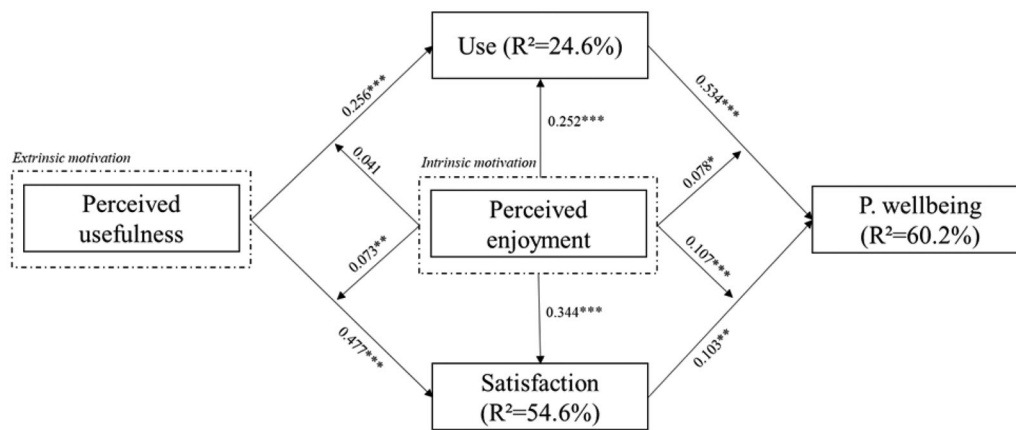 Use (R²=24.6%)
0.256***
0.534***
0.252***
Extrinsic motivation
0.041
Intrinsic motivation
0.078*
Perceived
usefulness
Perceived
enjoyment
P. wellbeing
(R²=60.2%)
0.073**
0.107***
0.344***
0.477***
0.103**
Satisfaction
(R²=54.6%)